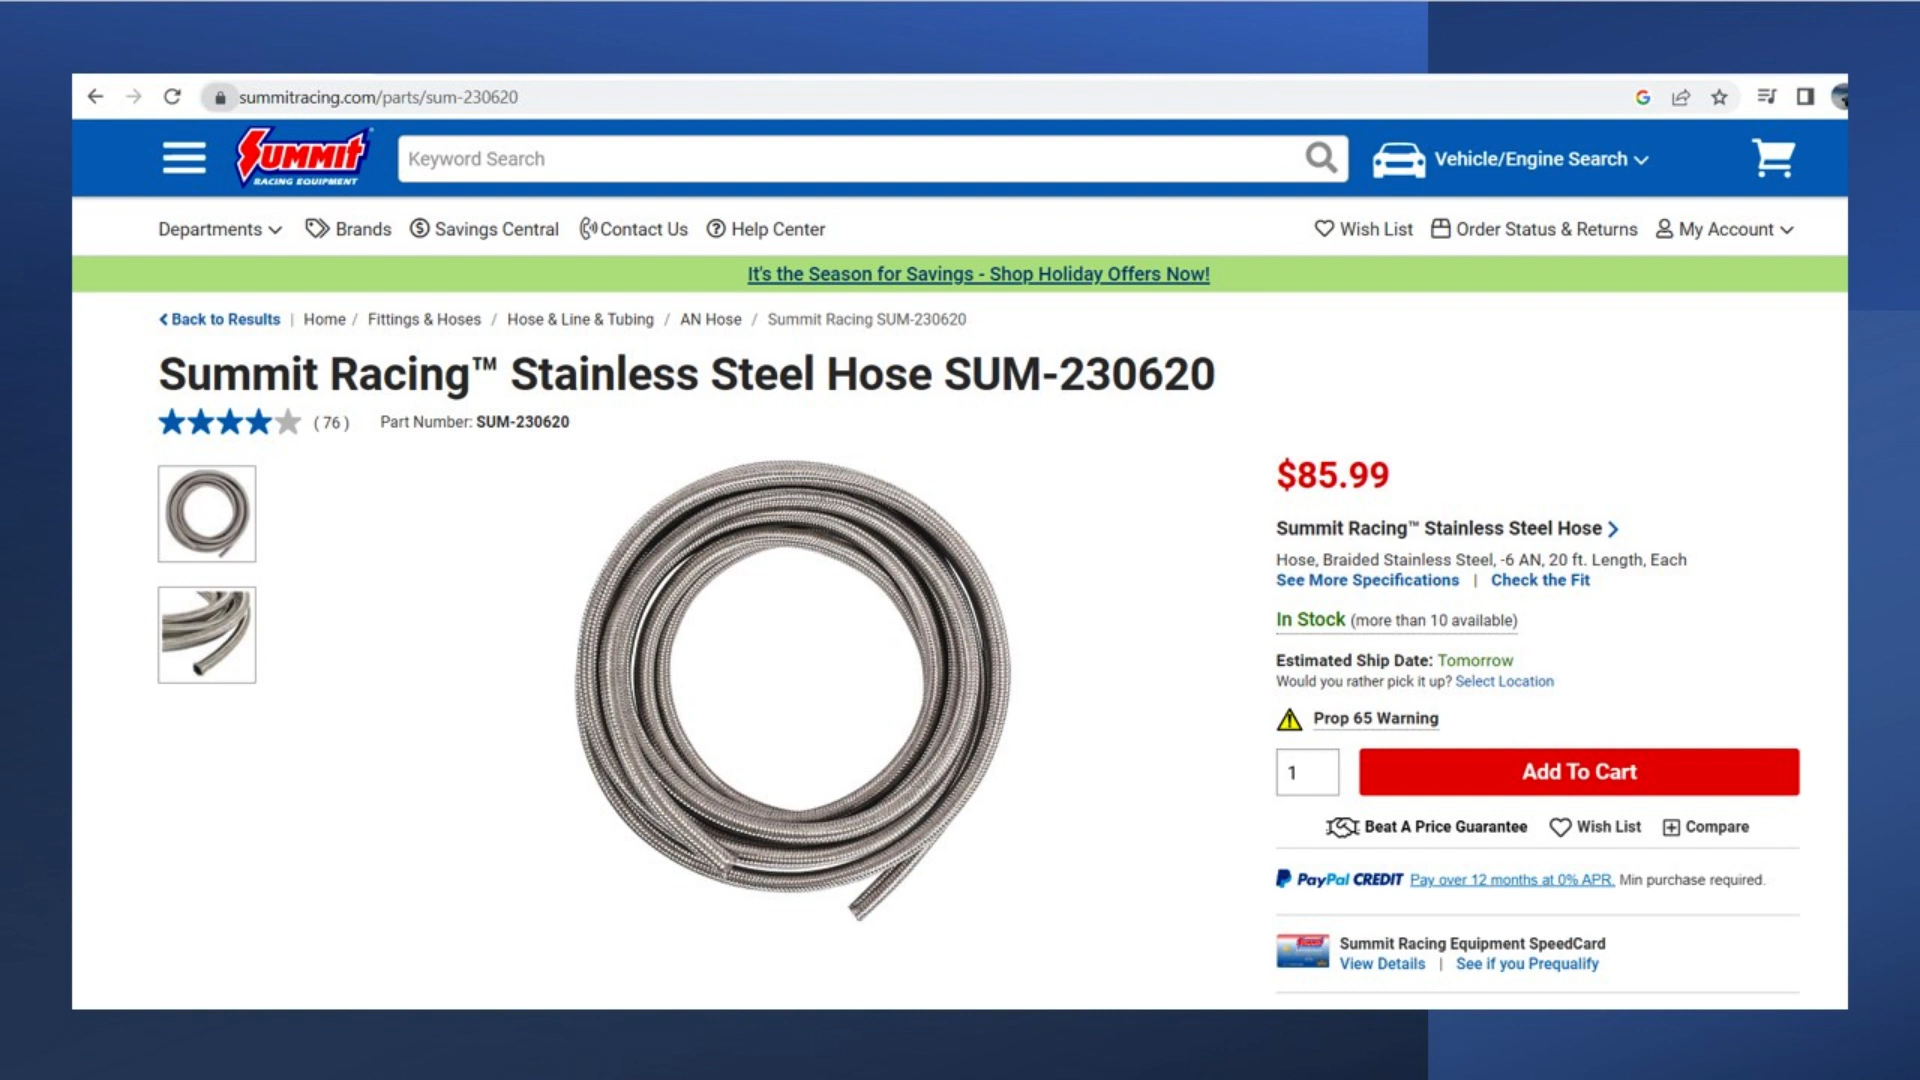 summitracing.com/parts/sum-230620
SUMMIT
RACING EQUIPMENT
Keyword Search
Vehicle/Engine Search
Departments
Brands
Savings Central
Contact Us
Help Center
Wish List
Order Status & Returns
My Account
It's the Season for Savings - Shop Holiday Offers Now!
Back to Results | Home / Fittings & Hoses / Hose & Line & Tubing / AN Hose / Summit Racing SUM-230620
Summit Racing™ Stainless Steel Hose SUM-230620
(76) Part Number: SUM-230620
$85.99
Summit Racing™ Stainless Steel Hose
Hose, Braided Stainless Steel, -6 AN, 20 ft. Length, Each
See More Specifications | Check the Fit
In Stock (more than 10 available)
Estimated Ship Date: Tomorrow
Would you rather pick it up? Select Location
Prop 65 Warning
1
Add To Cart
Beat A Price Guarantee
Wish List
Compare
PayPal CREDIT Pay over 12 months at 0% APR. Min purchase required.
Summit Racing Equipment SpeedCard
View Details | See if you Prequalify